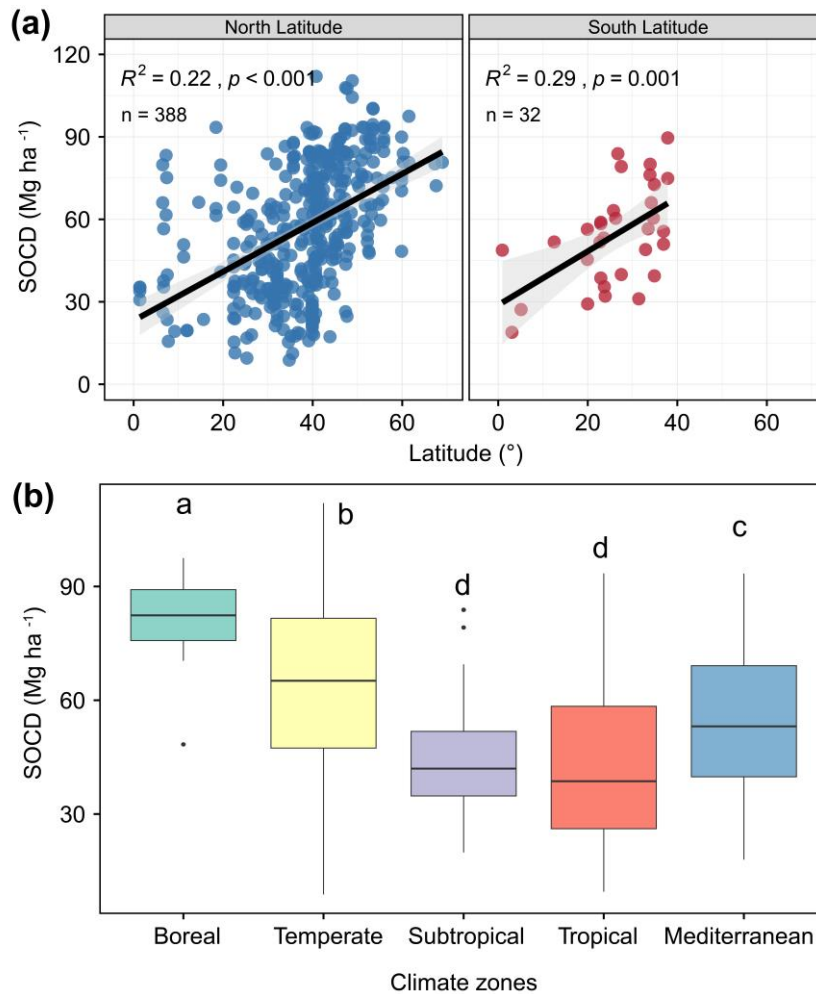 (a)
North Latitude
South Latitude
120
90
60
30
0
SOCD (Mg ha ⁻¹)
R² = 0.22 , p < 0.001
n = 388
R² = 0.29 , p = 0.001
n = 32
0 20 40 60
0 20 40 60
Latitude (°)
(b)
a
b
d
d
c
90
60
30
SOCD (Mg ha ⁻¹)
Boreal Temperate Subtropical Tropical Mediterranean
Climate zones